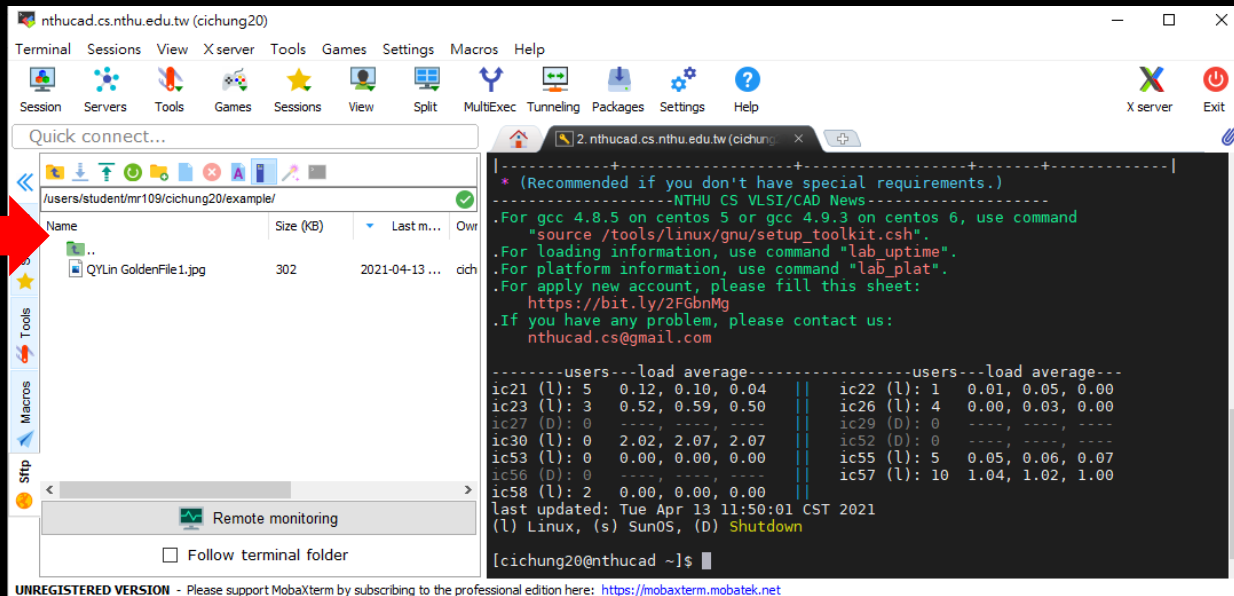 nthucad.cs.nthu.edu.tw (cichung20)
Terminal Sessions View X server Tools Games Settings Macros Help
Session Servers Tools Games Sessions View Split MultiExec Tunneling Packages Settings Help X server Exit
Quick connect...
2. nthucad.cs.nthu.edu.tw (cichung
/users/student/mr109/cichung20/example/
Name Size (KB) Last m... Owr
..
QYLin GoldenFile1.jpg 302 2021-04-13 ... cich
Tools
Macros
Sftp
Remote monitoring
Follow terminal folder
|-------------+------------------+-----------------+-------+-------------|
* (Recommended if you don't have special requirements.)
--------------------NTHU CS VLSI/CAD News--------------------
.For gcc 4.8.5 on centos 5 or gcc 4.9.3 on centos 6, use command
"source /tools/linux/gnu/setup_toolkit.csh".
.For loading information, use command "lab_uptime".
.For platform information, use command "lab_plat".
.For apply new account, please fill this sheet:
https://bit.ly/2FGbnMg
.If you have any problem, please contact us:
nthucad.cs@gmail.com
--------users---load average------------------users---load average---
ic21 (l): 5 0.12, 0.10, 0.04 || ic22 (l): 1 0.01, 0.05, 0.00
ic23 (l): 3 0.52, 0.59, 0.50 || ic26 (l): 4 0.00, 0.03, 0.00
ic27 (D): 0 ----, ----, ---- || ic29 (D): 0 ----, ----, ----
ic30 (l): 0 2.02, 2.07, 2.07 || ic52 (D): 0 ----, ----, ----
ic53 (l): 0 0.00, 0.00, 0.00 || ic55 (l): 5 0.05, 0.06, 0.07
ic56 (D): 0 ----, ----, ---- || ic57 (l): 10 1.04, 1.02, 1.00
ic58 (l): 2 0.00, 0.00, 0.00 ||
last updated: Tue Apr 13 11:50:01 CST 2021
(l) Linux, (s) SunOS, (D) Shutdown
[cichung20@nthucad ~]$
UNREGISTERED VERSION - Please support MobaXterm by subscribing to the professional edition here: https://mobaxterm.mobatek.net